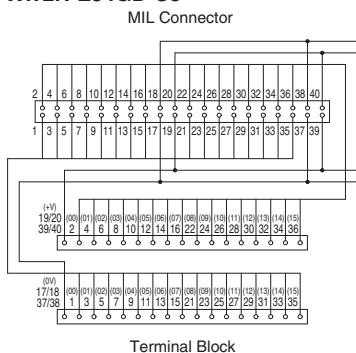 MIL Connector
2 4 6 8 10 12 14 16 18 20 22 24 26 28 30 32 34 36 38 40
1 3 5 7 9 11 13 15 17 19 21 23 25 27 29 31 33 35 37 39
(+V)
19/20 (00) (01) (02) (03) (04) (05) (06) (07) (08) (09) (10) (11) (12) (13) (14) (15)
39/40 2 4 6 8 10 12 14 16 22 24 26 28 30 32 34 36
(0V)
17/18 (00) (01) (02) (03) (04) (05) (06) (07) (08) (09) (10) (11) (12) (13) (14) (15)
37/38 1 3 5 7 9 11 13 15 21 23 25 27 29 31 33 35
Terminal Block